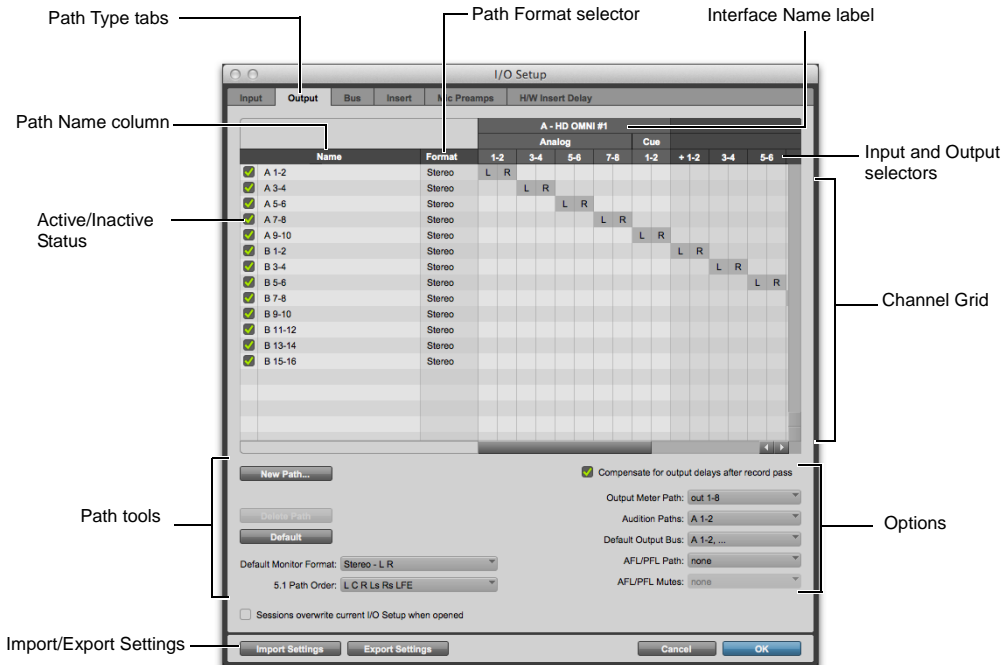 Path Type tabs
Path Format selector
Interface Name label
I/O Setup
Input Output Bus Insert Mic Preamps H/W Insert Delay
A - HD OMNI #1
Path Name column
Analog Cue
Name Format 1-2 3-4 5-6 7-8 1-2 + 1-2 3-4 5-6
Input and Output
selectors
A 1-2 Stereo L R
A 3-4 Stereo L R
A 5-6 Stereo L R
Active/Inactive
Status
A 7-8 Stereo L R
A 9-10 Stereo L R
B 1-2 Stereo L R
B 3-4 Stereo L R
B 5-6 Stereo L R
B 7-8 Stereo
Channel Grid
B 9-10 Stereo
B 11-12 Stereo
B 13-14 Stereo
B 15-16 Stereo
New Path...
Compensate for output delays after record pass
Output Meter Path: out 1-8
Path tools
Delete Path
Audition Paths: A 1-2
Options
Default
Default Output Bus: A 1-2, ...
Default Monitor Format: Stereo - L R
AFL/PFL Path: none
5.1 Path Order: L C R Ls Rs LFE
AFL/PFL Mutes: none
Sessions overwrite current I/O Setup when opened
Import/Export Settings
Import Settings Export Settings Cancel OK